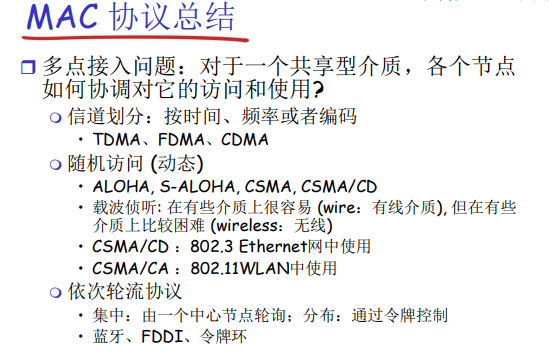 MAC 协议总结
多点接入问题：对于一个共享型介质，各个节点
如何协调对它的访问和使用?
信道划分：按时间、频率或者编码
• TDMA、FDMA、CDMA
随机访问 (动态)
• ALOHA, S-ALOHA, CSMA, CSMA/CD
• 载波侦听: 在有些介质上很容易 (wire：有线介质), 但在有些
介质上比较困难 (wireless：无线)
• CSMA/CD ：802.3 Ethernet网中使用
• CSMA/CA ：802.11WLAN中使用
依次轮流协议
• 集中：由一个中心节点轮询；分布：通过令牌控制
• 蓝牙、FDDI、令牌环